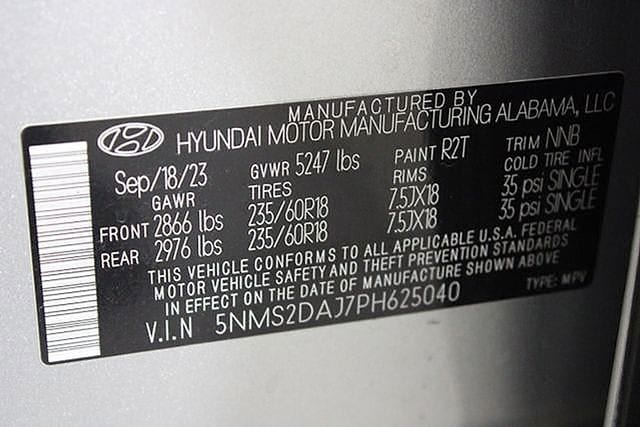 MANUFACTURED BY
HYUNDAI MOTOR MANUFACTURING ALABAMA, LLC
Sep/18/23 GVWR 5247 lbs PAINT R2T TRIM NNB
GAWR TIRES RIMS COLD TIRE INFL
FRONT 2866 lbs 235/60R18 7.5JX18 35 psi SINGLE
REAR 2976 lbs 235/60R18 7.5JX18 35 psi SINGLE
THIS VEHICLE CONFORMS TO ALL APPLICABLE U.S.A. FEDERAL
MOTOR VEHICLE SAFETY AND THEFT PREVENTION STANDARDS
IN EFFECT ON THE DATE OF MANUFACTURE SHOWN ABOVE
V.I.N 5NMS2DAJ7PH625040 TYPE: MPV